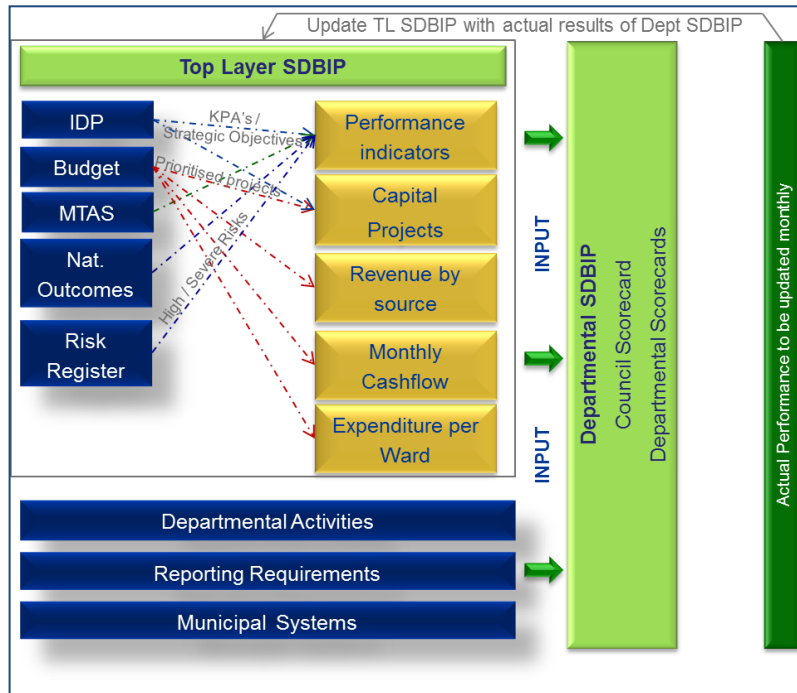 Update TL SDBIP with actual results of Dept SDBIP
Top Layer SDBIP
IDP
Budget
MTAS
Nat.
Outcomes
Risk
Register
KPA's /
Strategic Objectives
Prioritised projects
High / Severe Risks
Performance
indicators
Capital
Projects
Revenue by
source
Monthly
Cashflow
Expenditure per
Ward
INPUT
INPUT
Departmental SDBIP
Council Scorecard
Departmental Scorecards
Actual Performance to be updated monthly
Departmental Activities
Reporting Requirements
Municipal Systems